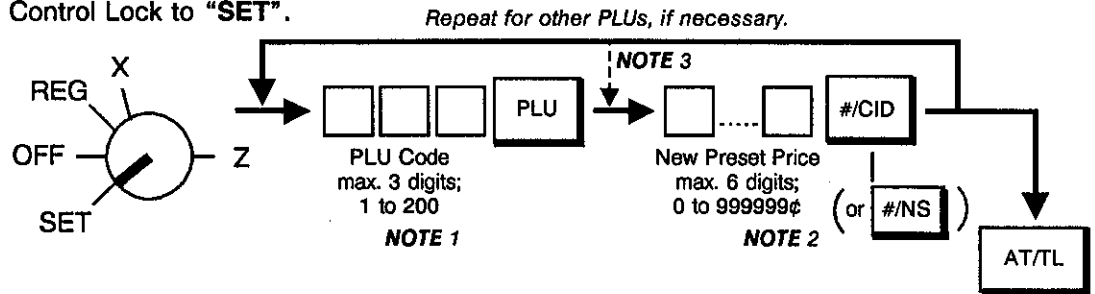 Control Lock to "SET".
Repeat for other PLUs, if necessary.
X
REG
OFF
Z
SET
PLU
PLU Code
max. 3 digits;
1 to 200
NOTE 1
NOTE 3
.....
#/CID
New Preset Price
max. 6 digits;
0 to 999999¢
NOTE 2
(or #/NS)
AT/TL